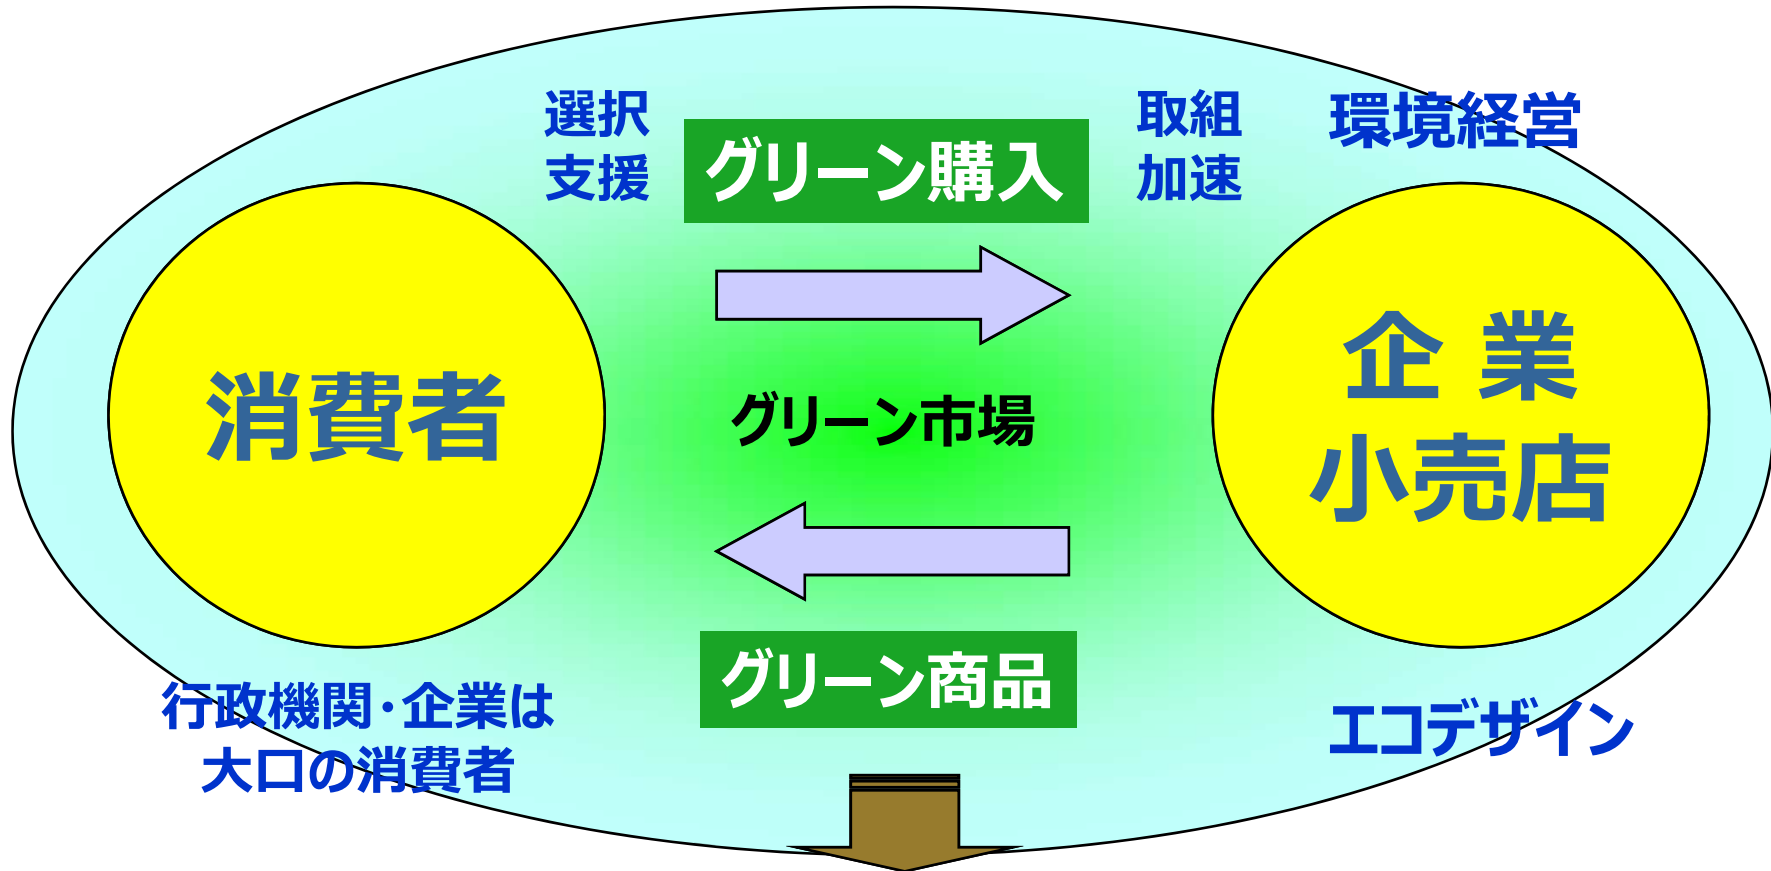 選択
支援
グリーン購入
取組
加速
環境経営
消費者
グリーン市場
企 業
小売店
グリーン商品
行政機関・企業は
大口の消費者
エコデザイン